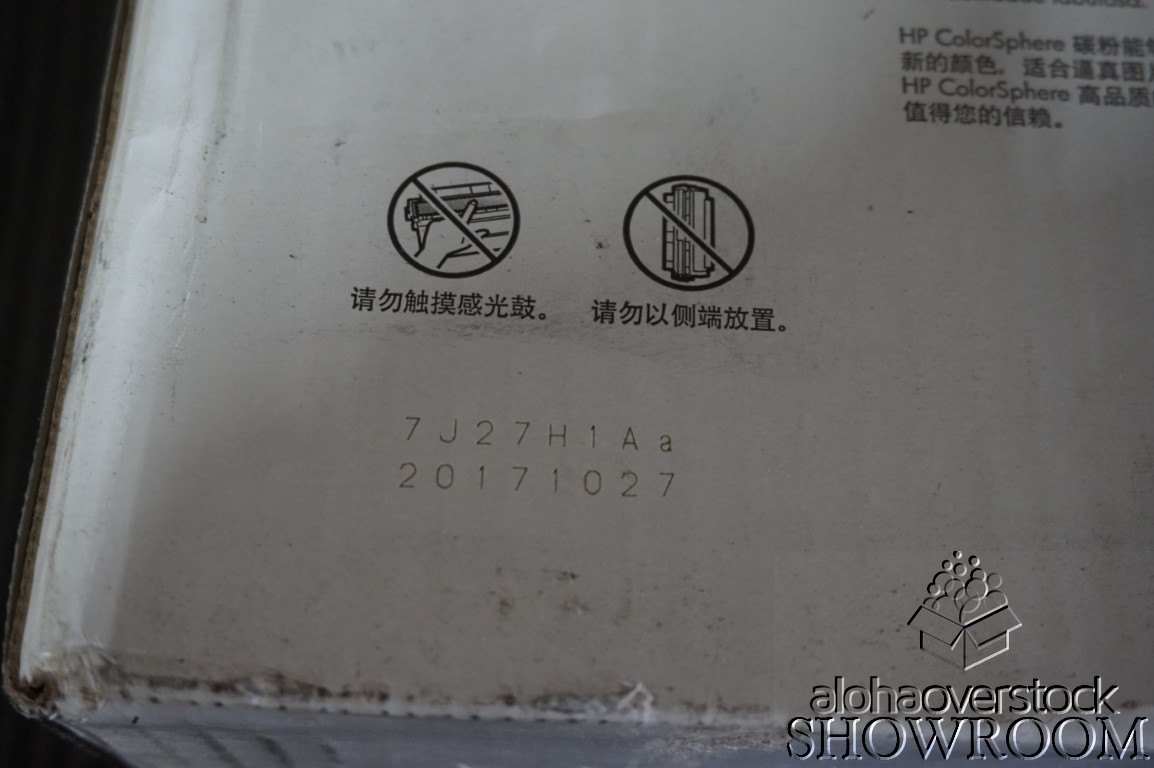 HP ColorSphere 碳粉能
新的颜色。适合逼真图
HP ColorSphere 高品质
值得您的信赖。
请勿触摸感光鼓。 请勿以侧端放置。
7J27H1Aa
20171027
alohaoverstock
SHOWROOM